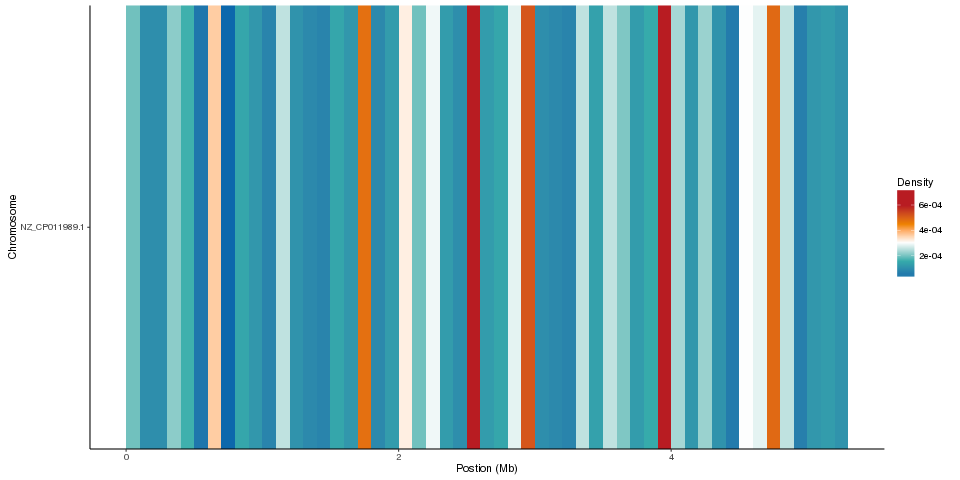 Chromosome
NZ_CP011989.1
0
2
4
Postion (Mb)
Density
6e-04
4e-04
2e-04